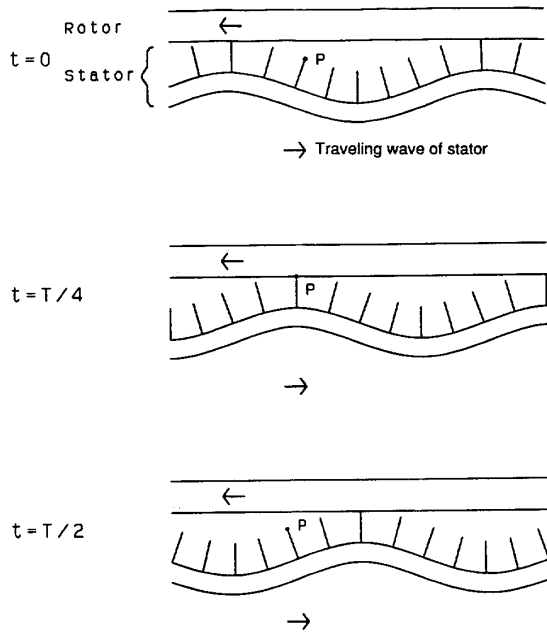 Rotor ←
t=0
Stator
P
→ Traveling wave of stator
←
P
t=T/4
→
←
P
t=T/2
→